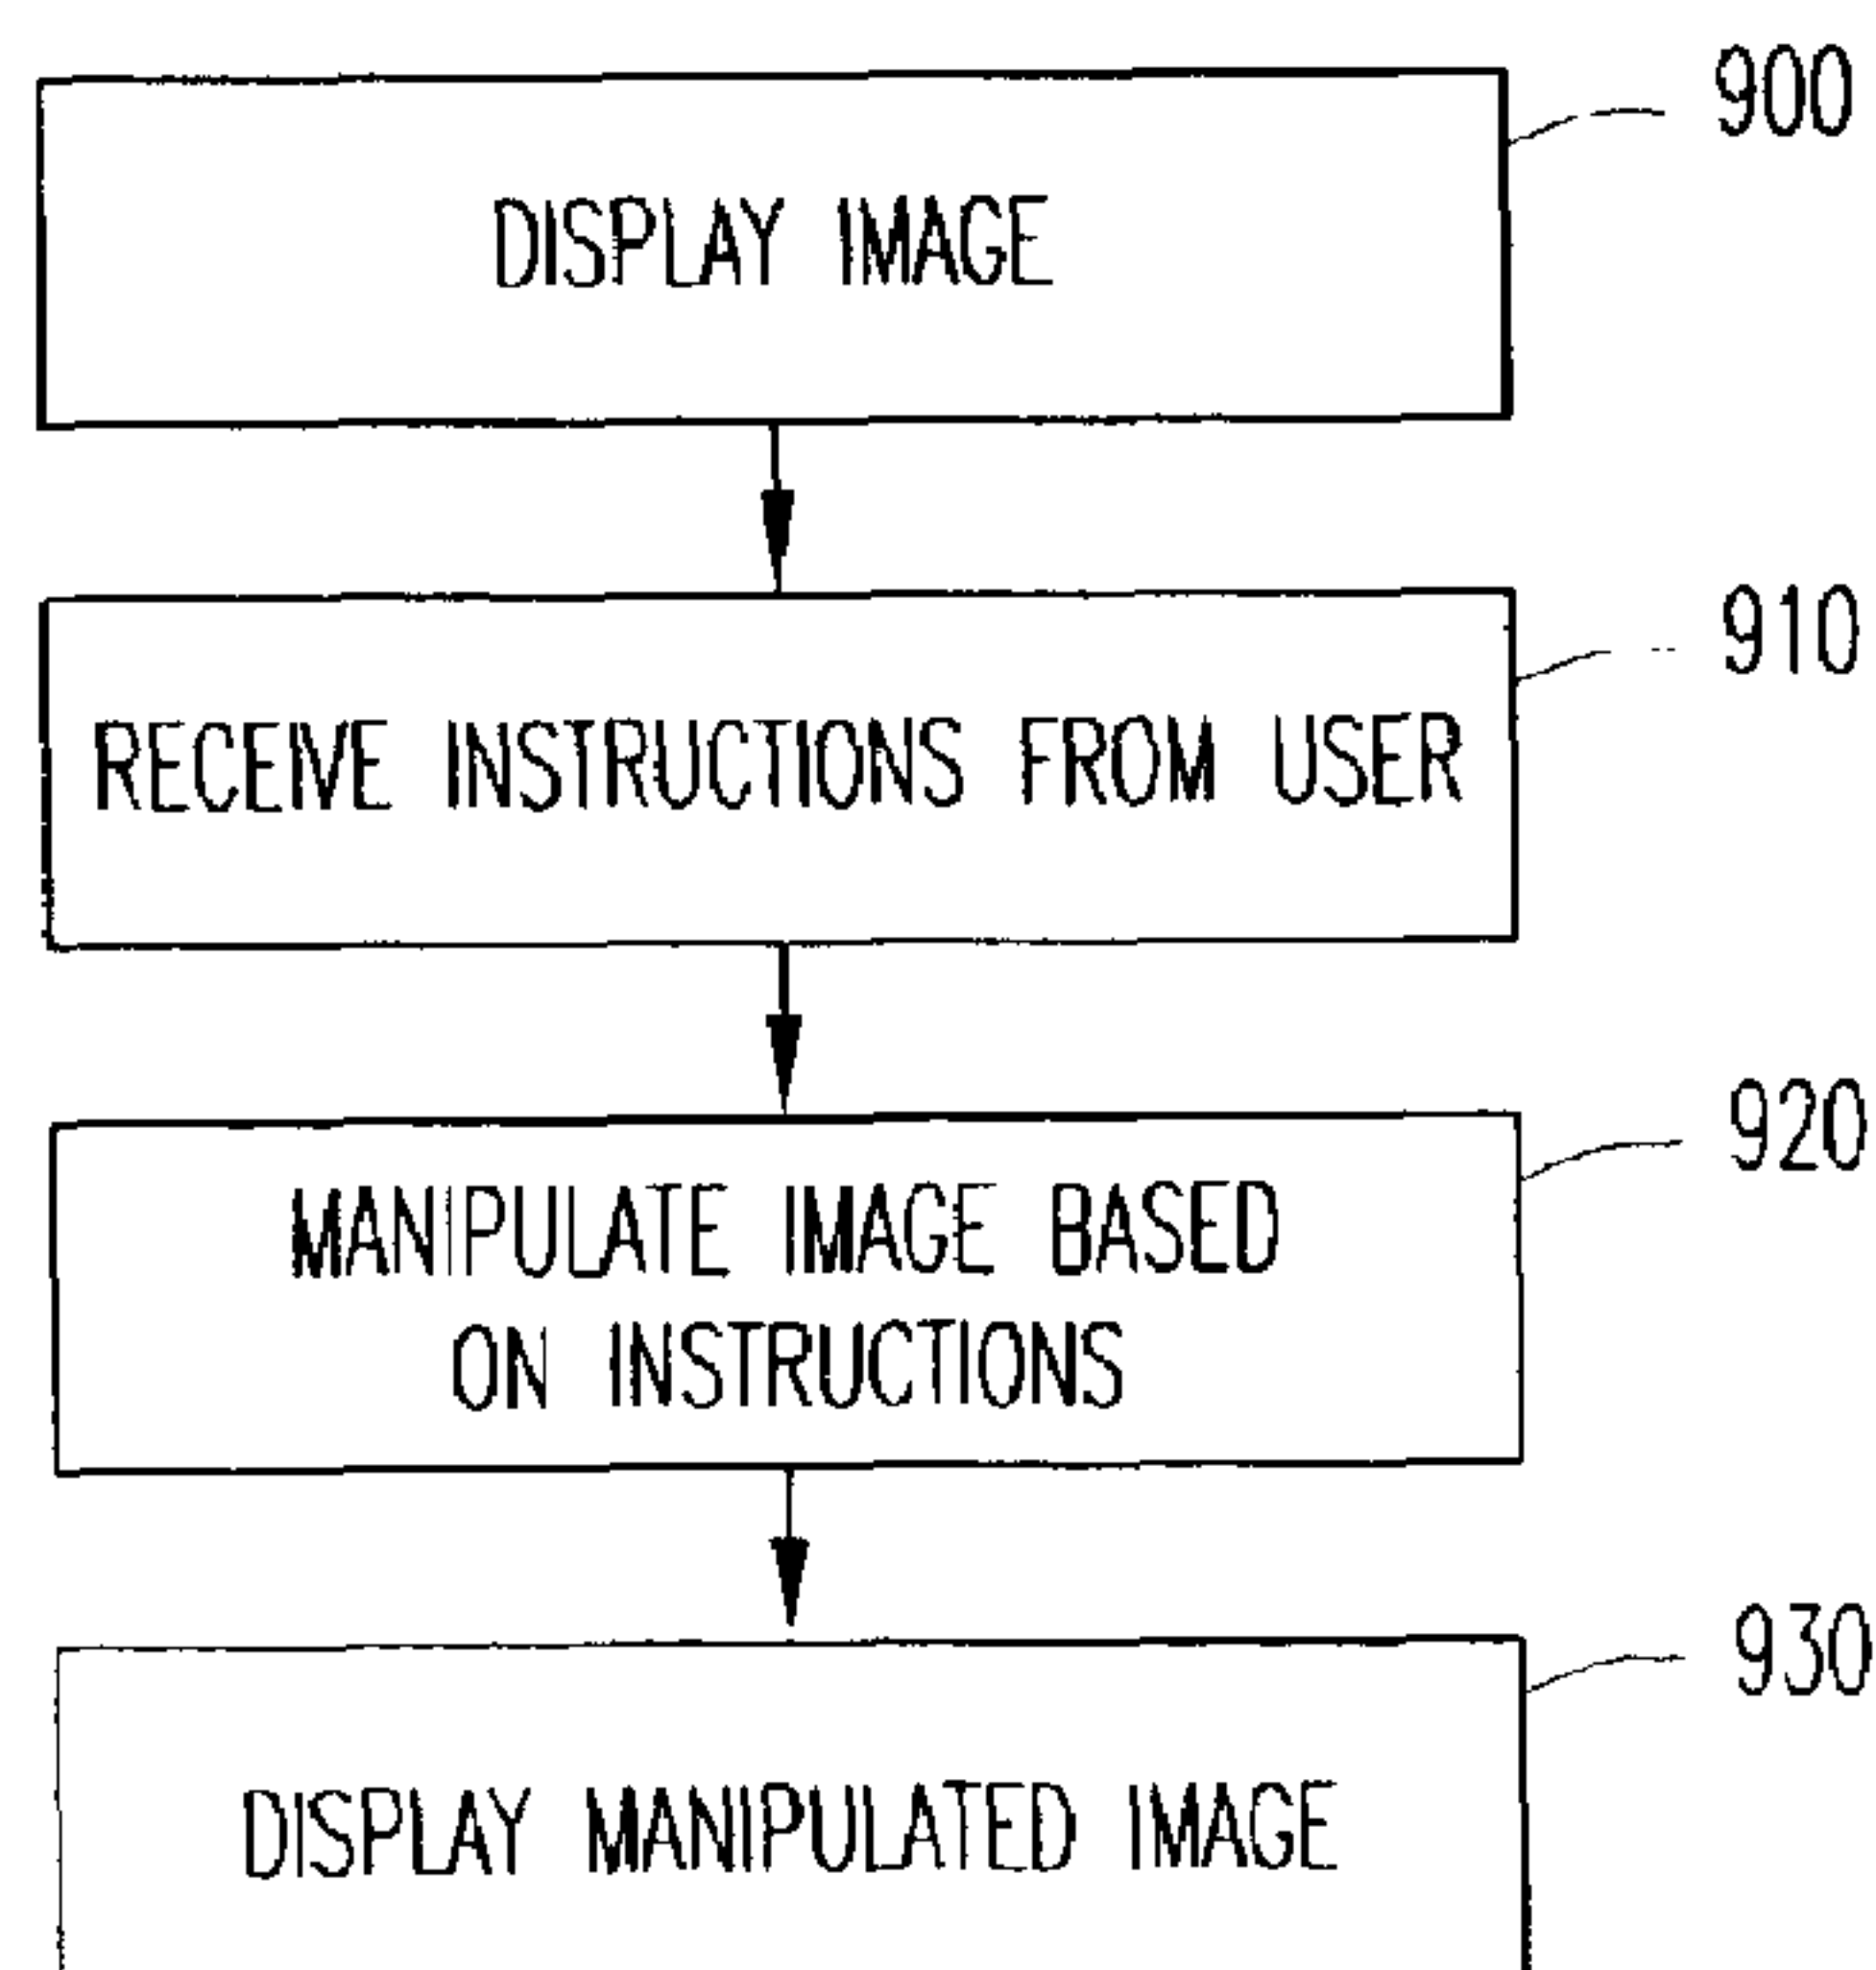 900
DISPLAY IMAGE
910
RECEIVE INSTRUCTIONS FROM USER
920
MANIPULATE IMAGE BASED
ON INSTRUCTIONS
930
DISPLAY MANIPULATED IMAGE